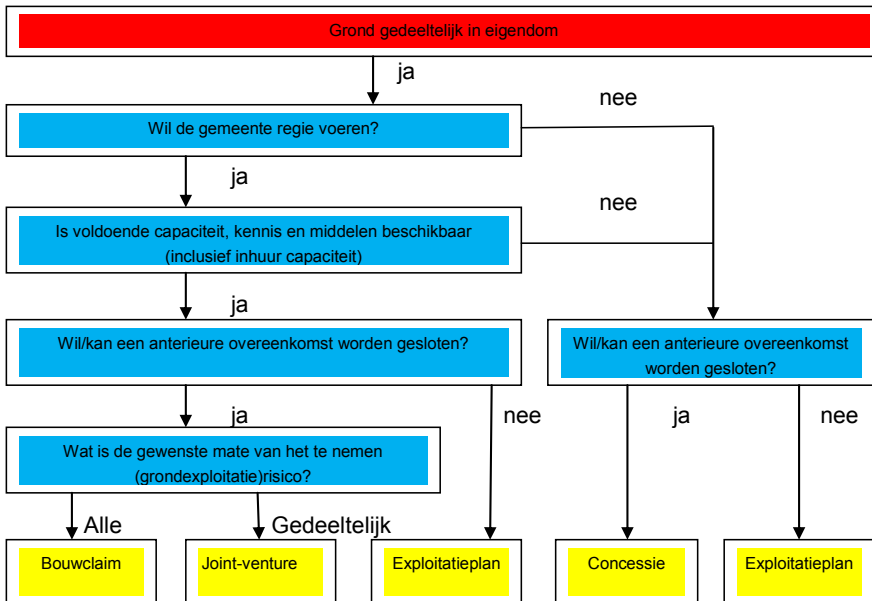 Grond gedeeltelijk in eigendom
ja
nee
Wil de gemeente regie voeren?
ja
nee
Is voldoende capaciteit, kennis en middelen beschikbaar
(inclusief inhuur capaciteit)
ja
Wil/kan een anterieure overeenkomst worden gesloten?
Wil/kan een anterieure overeenkomst
worden gesloten?
ja
nee
ja
nee
Wat is de gewenste mate van het te nemen
(grondexploitatie)risico?
Alle
Gedeeltelijk
Bouwclaim
Joint-venture
Exploitatieplan
Concessie
Exploitatieplan